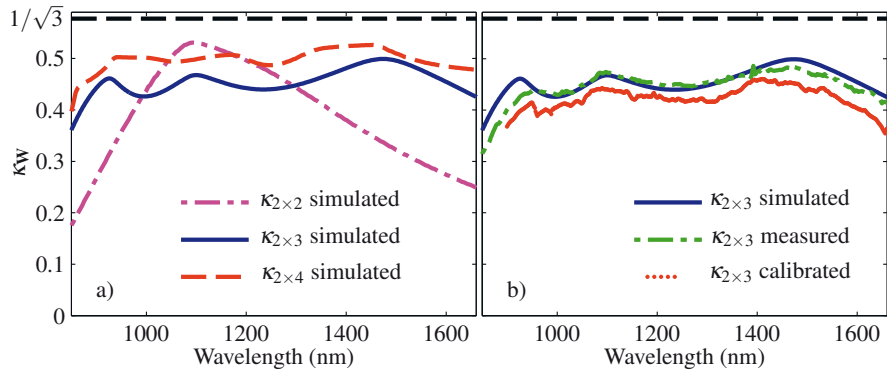 1/√3
0.5
0.4
0.3
0.2
0.1
0
κw
κ2×2 simulated
κ2×3 simulated
κ2×4 simulated
a)
1000 1200 1400 1600
Wavelength (nm)
κ2×3 simulated
κ2×3 measured
κ2×3 calibrated
b)
1000 1200 1400 1600
Wavelength (nm)